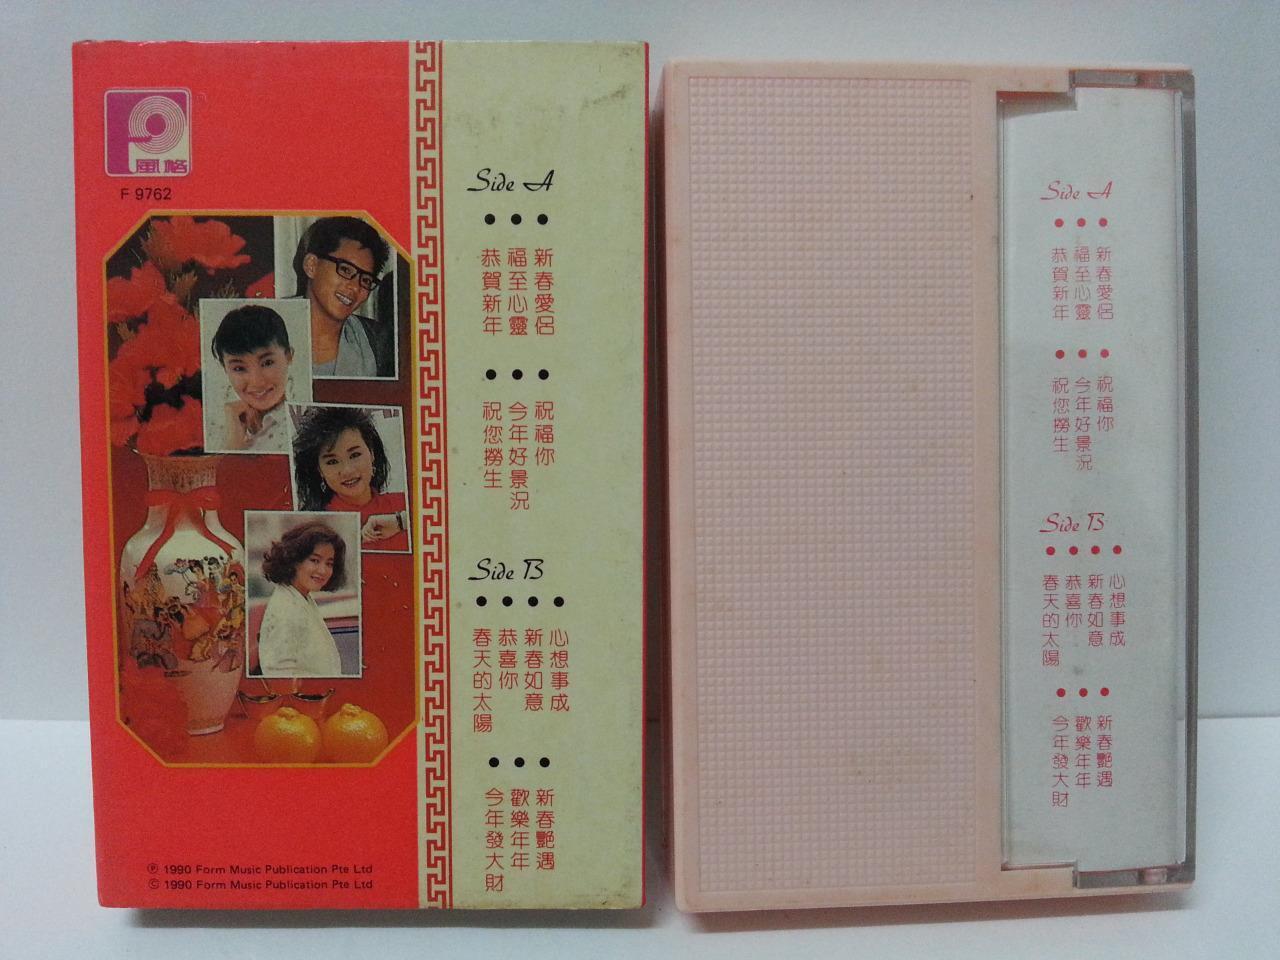 風格
F 9762
Side A
新春愛侶
福至心靈
恭賀新年
祝福你
今年好景況
祝您撈生
Side B
心想事成
新春如意
恭喜你
春天的太陽
新春艷遇
歡樂年年
今年發大財
℗ 1990 Form Music Publication Pte Ltd
© 1990 Form Music Publication Pte Ltd
Side A
新春愛侶
福至心靈
恭賀新年
祝福你
今年好景況
祝您撈生
Side B
心想事成
新春如意
恭喜你
春天的太陽
新春艷遇
歡樂年年
今年發大財